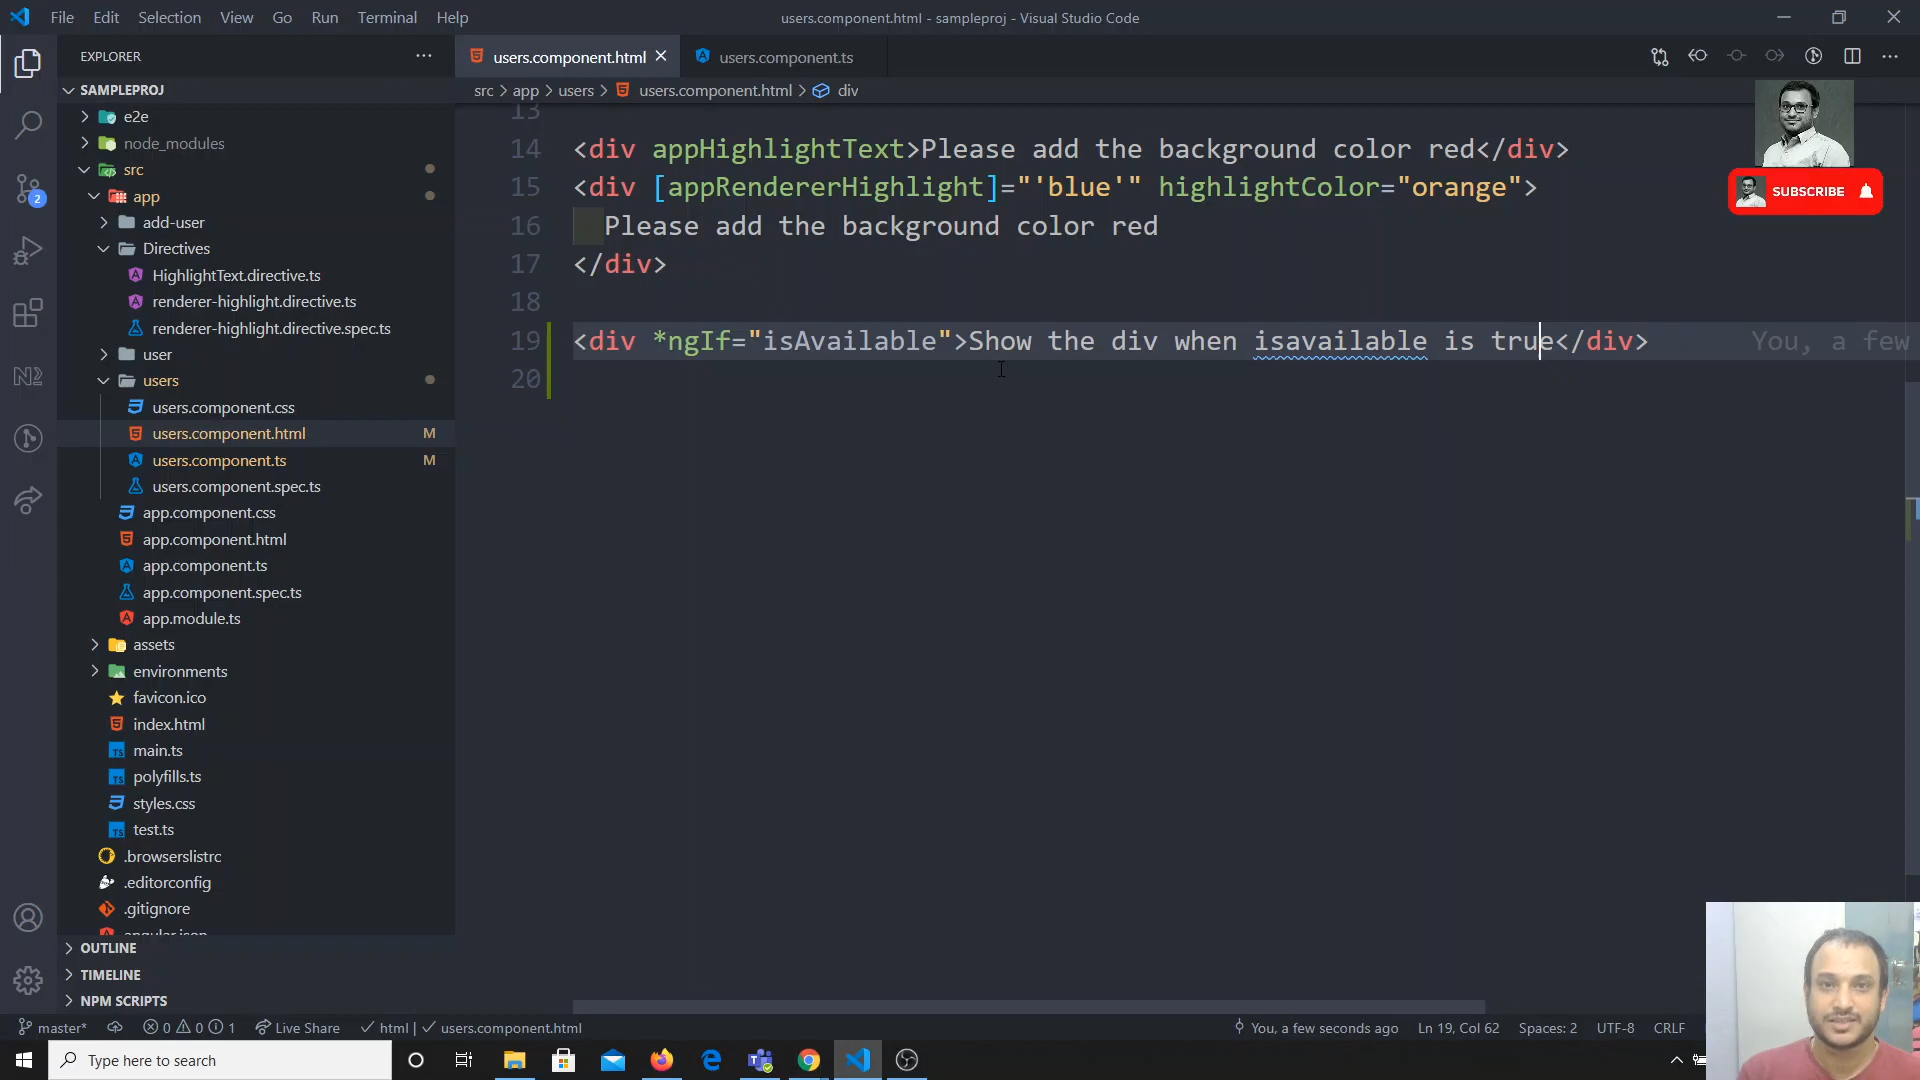 File Edit Selection View Go Run Terminal Help
users.component.html - sampleproj - Visual Studio Code
EXPLORER
SAMPLEPROJ
e2e
node_modules
src
app
add-user
Directives
HighlightText.directive.ts
renderer-highlight.directive.ts
renderer-highlight.directive.spec.ts
user
users
users.component.css
users.component.html M
users.component.ts M
users.component.spec.ts
app.component.css
app.component.html
app.component.ts
app.component.spec.ts
app.module.ts
assets
environments
favicon.ico
index.html
main.ts
polyfills.ts
styles.css
test.ts
.browserslistrc
.editorconfig
.gitignore
angular.json
OUTLINE
TIMELINE
NPM SCRIPTS
users.component.html users.component.ts
src > app > users > users.component.html > div
13
14 <div appHighlightText>Please add the background color red</div>
15 <div [appRendererHighlight]="'blue'" highlightColor="orange">
16 Please add the background color red
17 </div>
18
19 <div *ngIf="isAvailable">Show the div when isavailable is true</div> You, a few
20
SUBSCRIBE
2
master* 0 0 1 Live Share html | users.component.html
You, a few seconds ago Ln 19, Col 62 Spaces: 2 UTF-8 CRLF
Type here to search